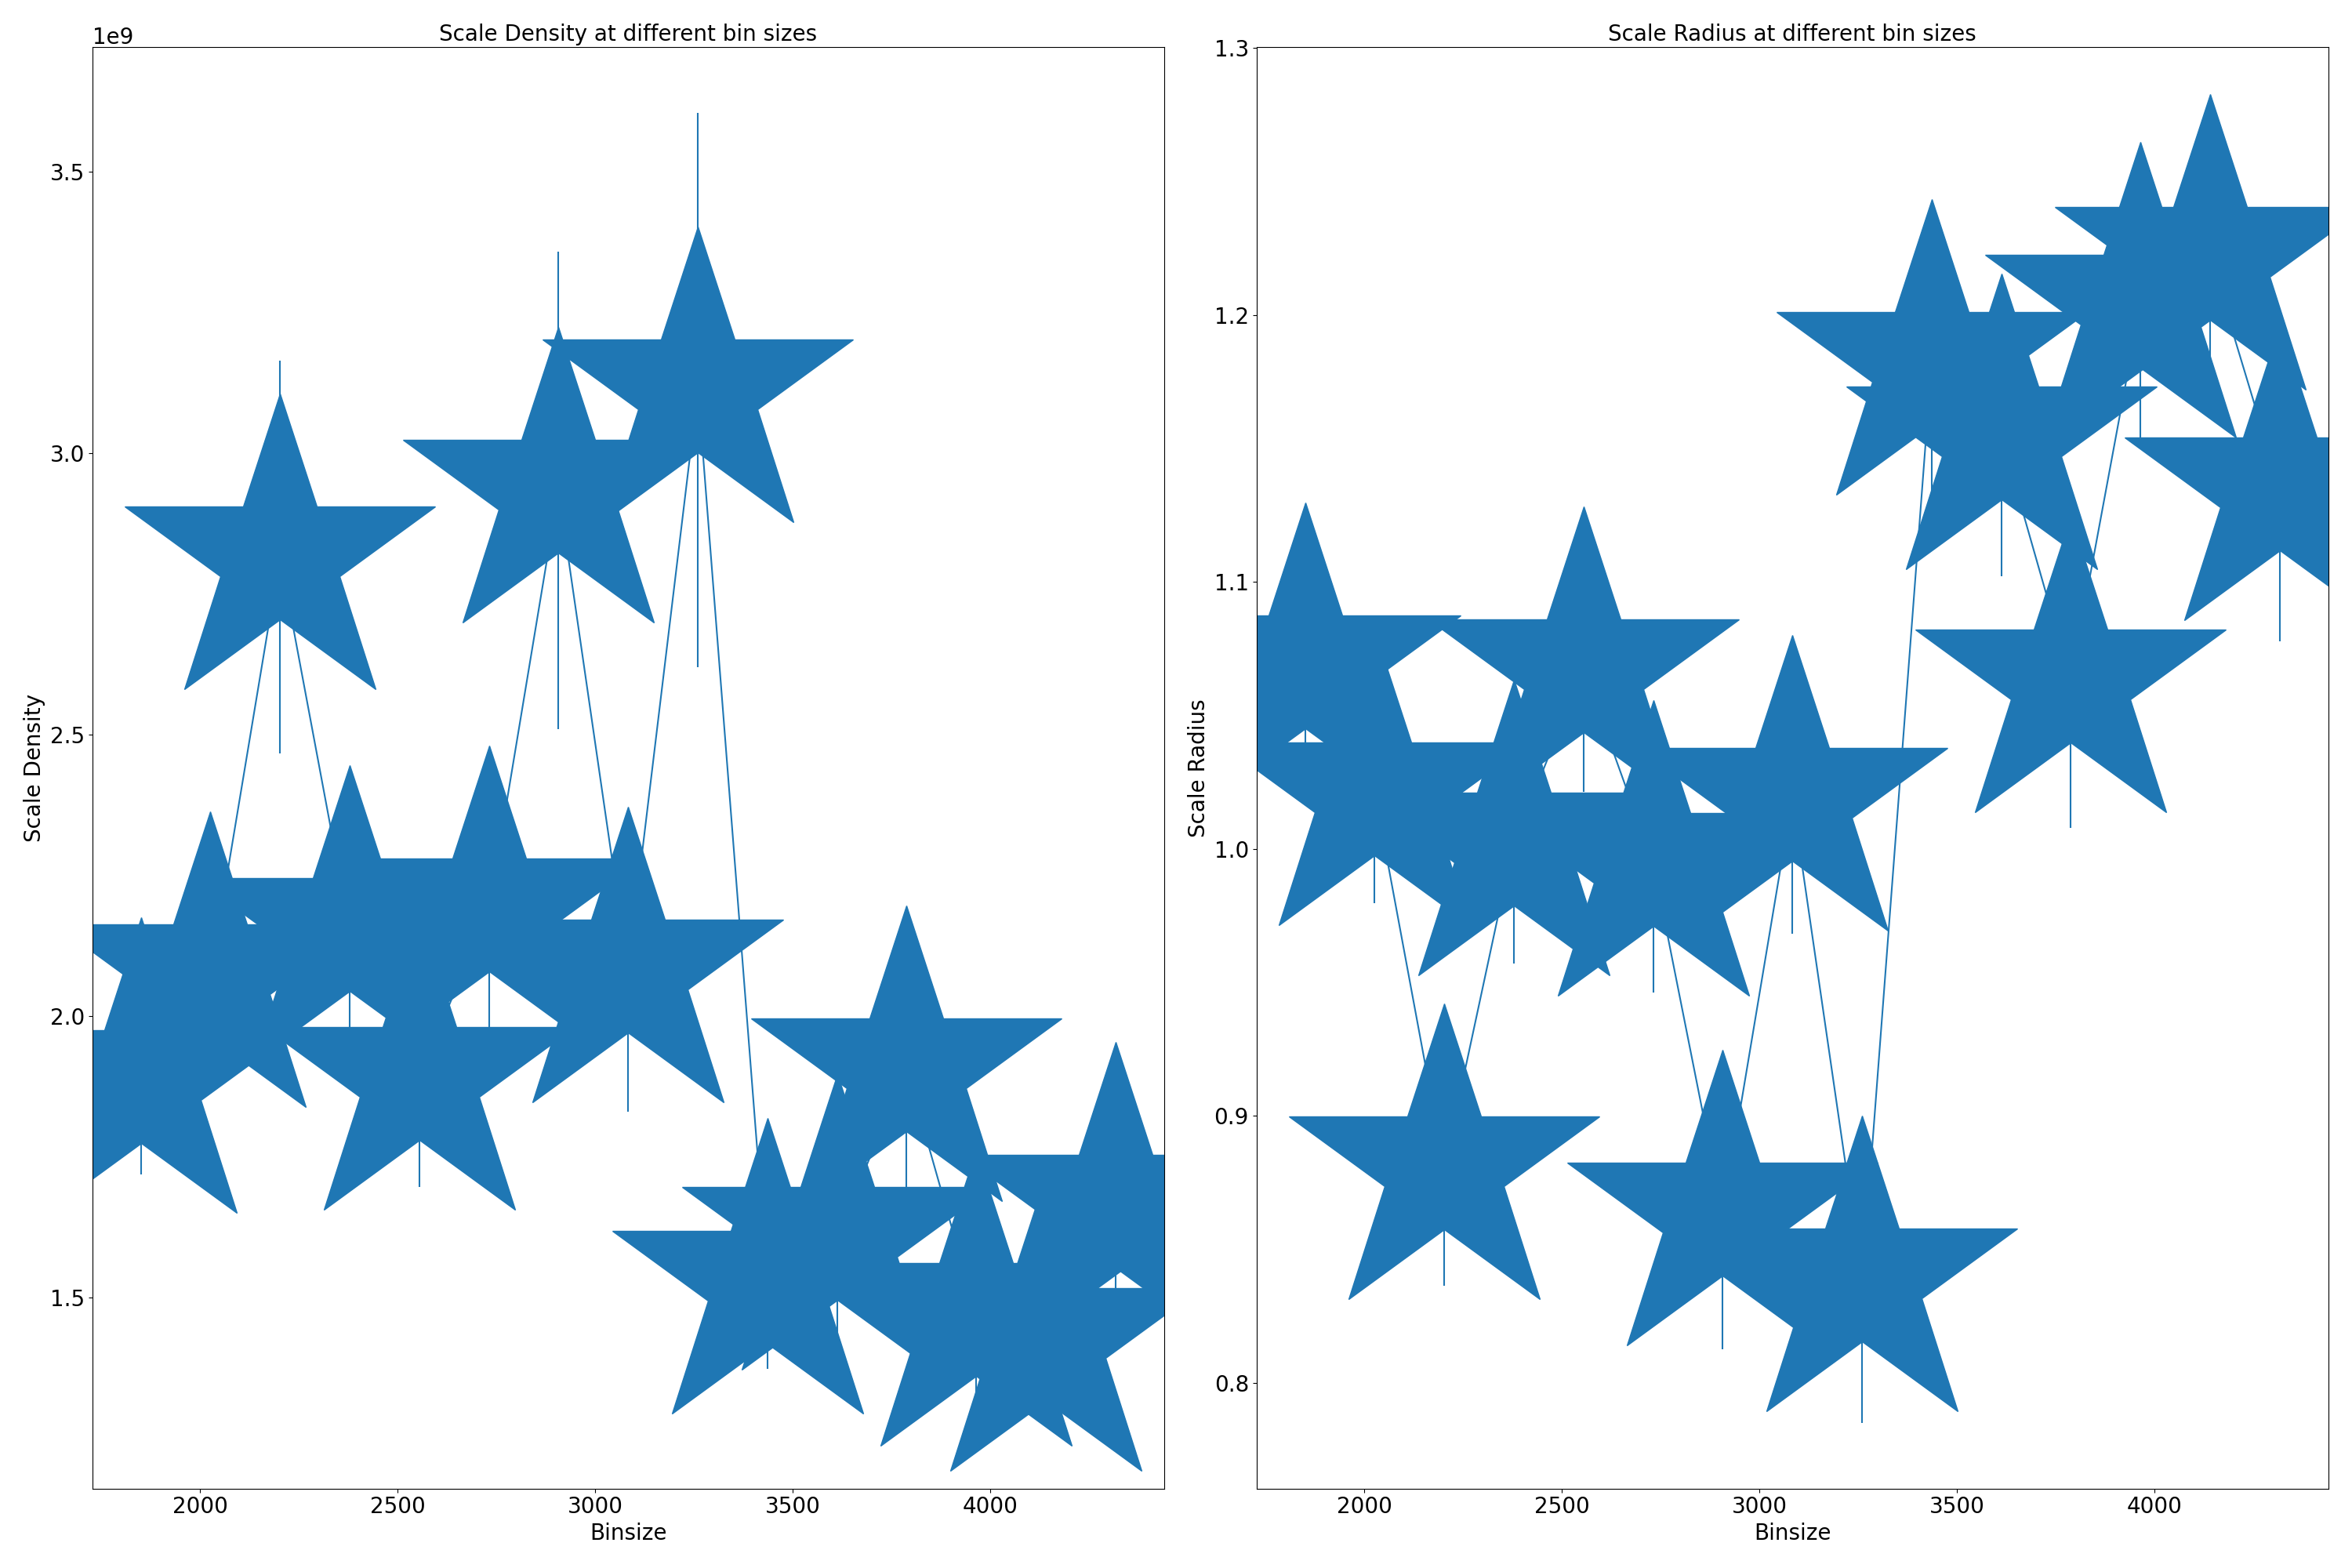 Scale Density at different bin sizes
1e9
3.5
3.0
2.5
2.0
1.5
Scale Density
2000 2500 3000 3500 4000
Binsize
Scale Radius at different bin sizes
1.3
1.2
1.1
1.0
0.9
0.8
Scale Radius
2000 2500 3000 3500 4000
Binsize